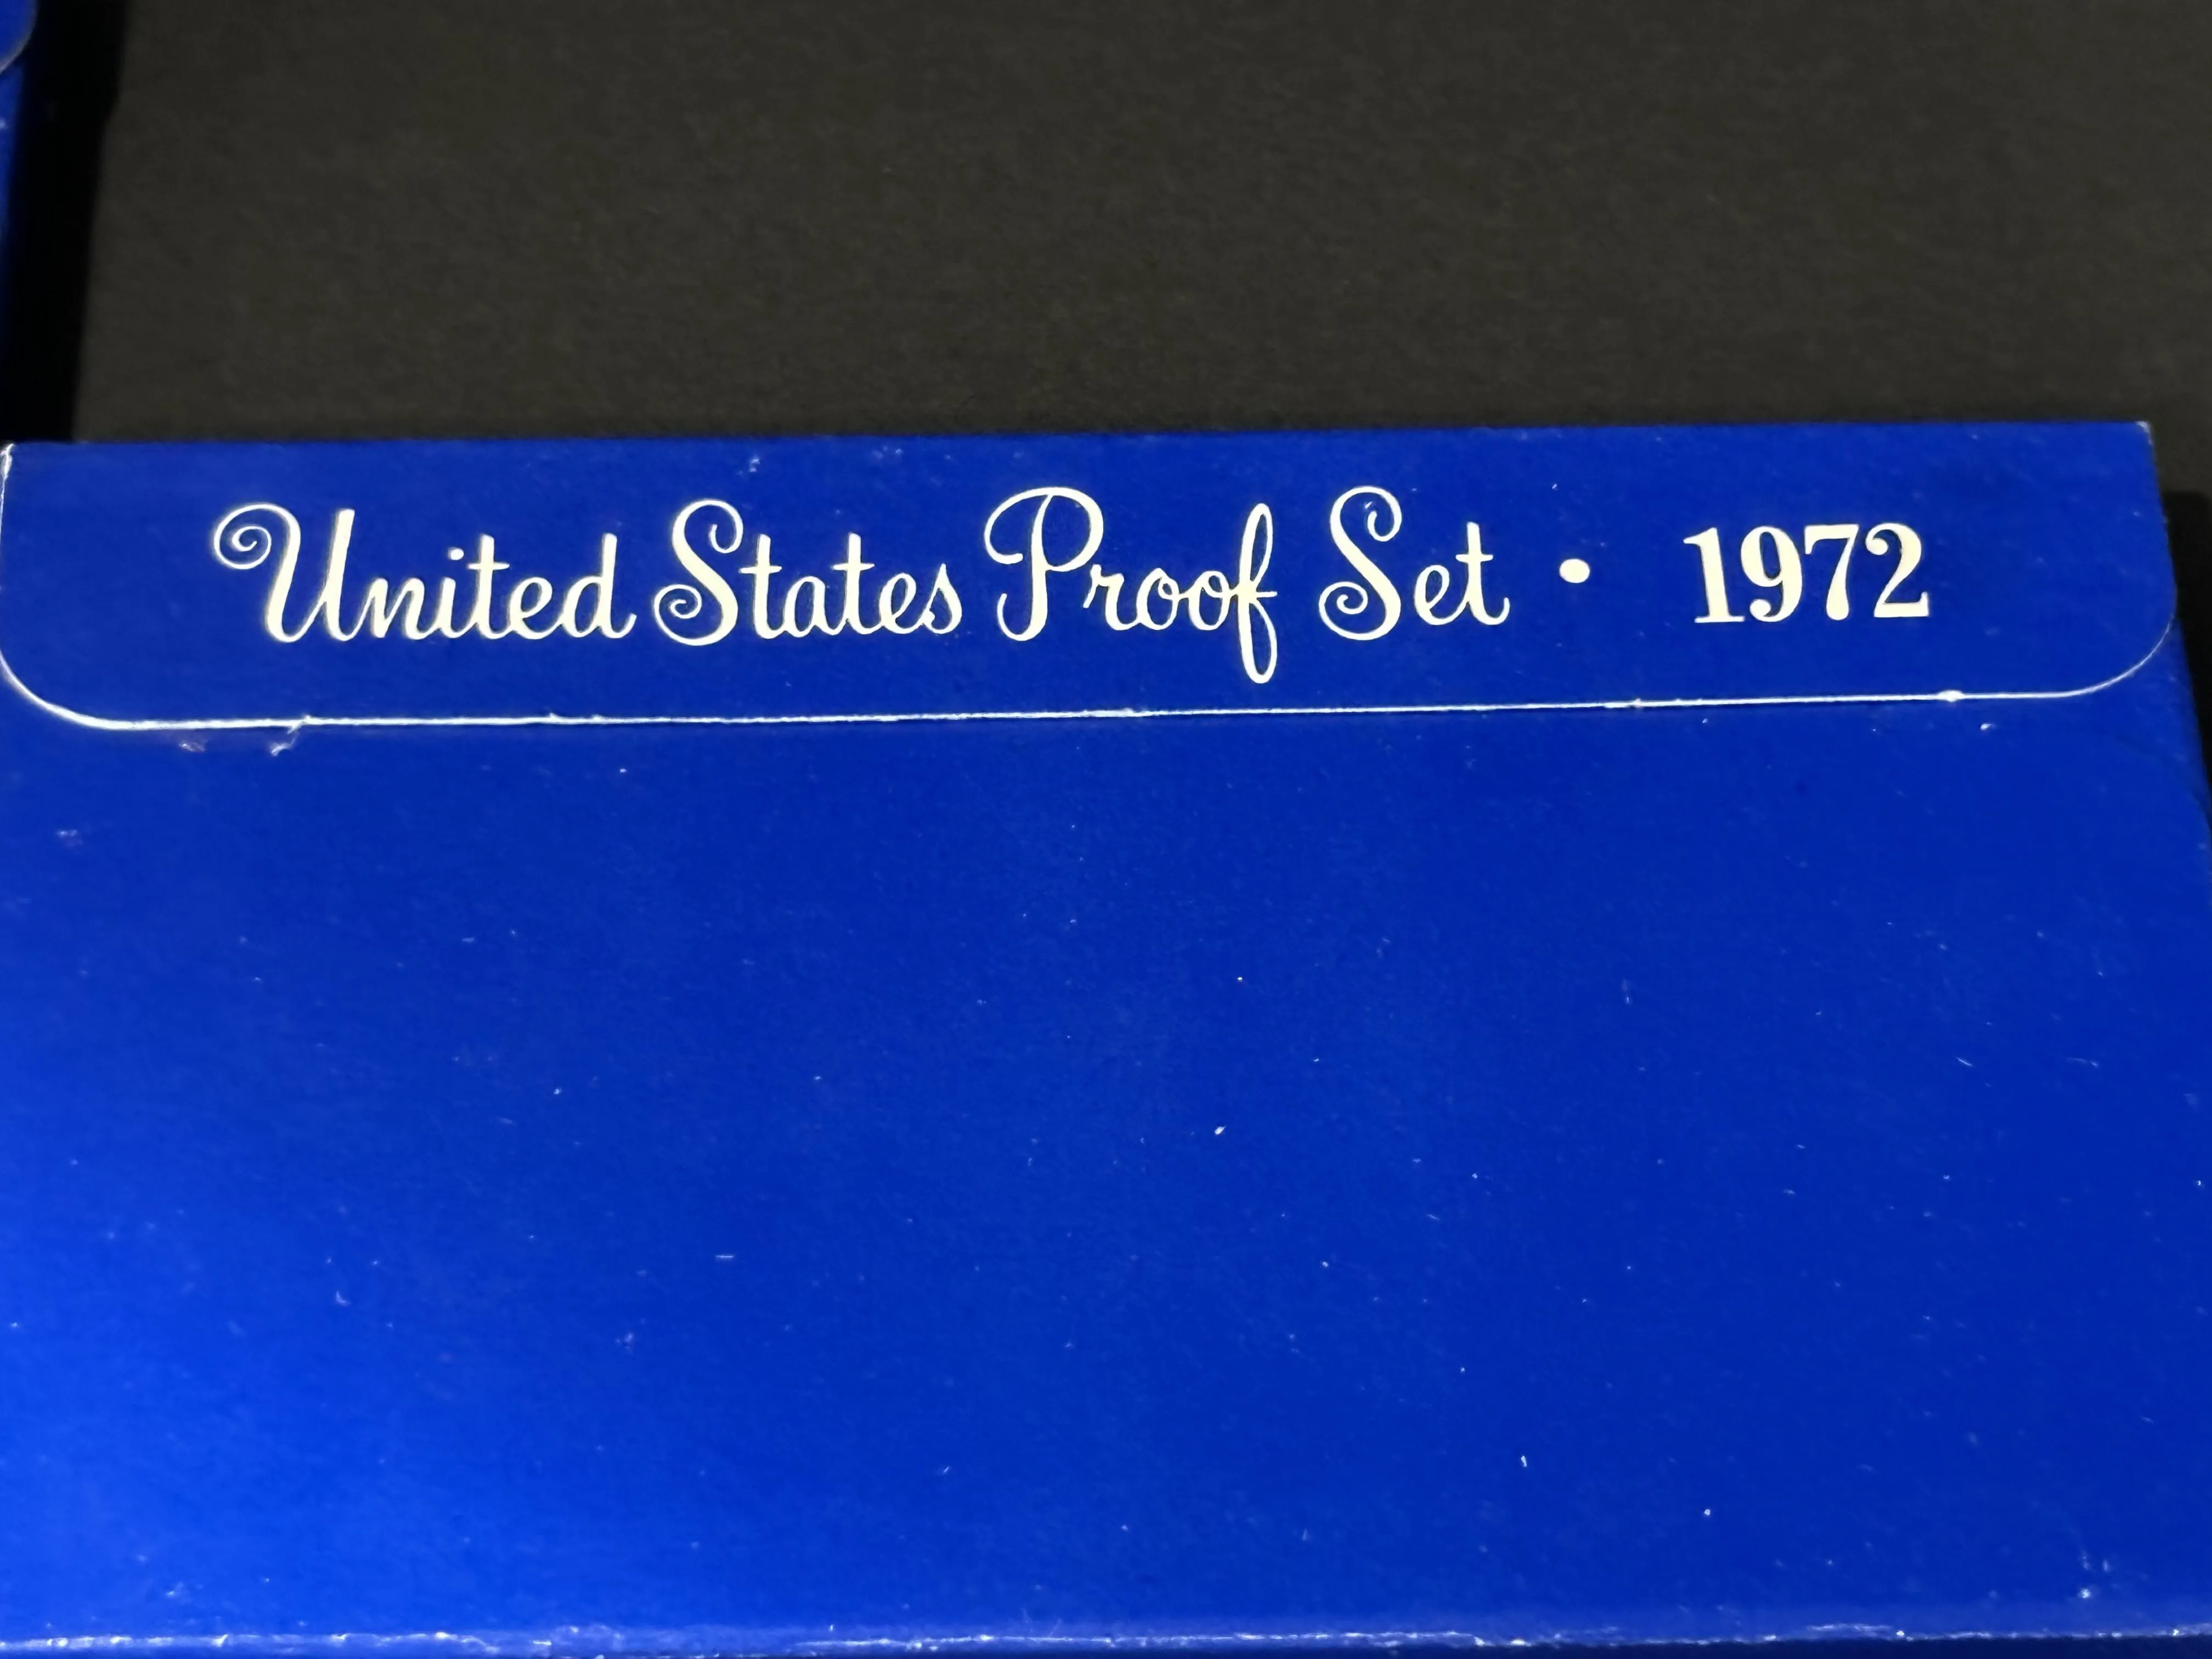 United States Proof Set • 1972